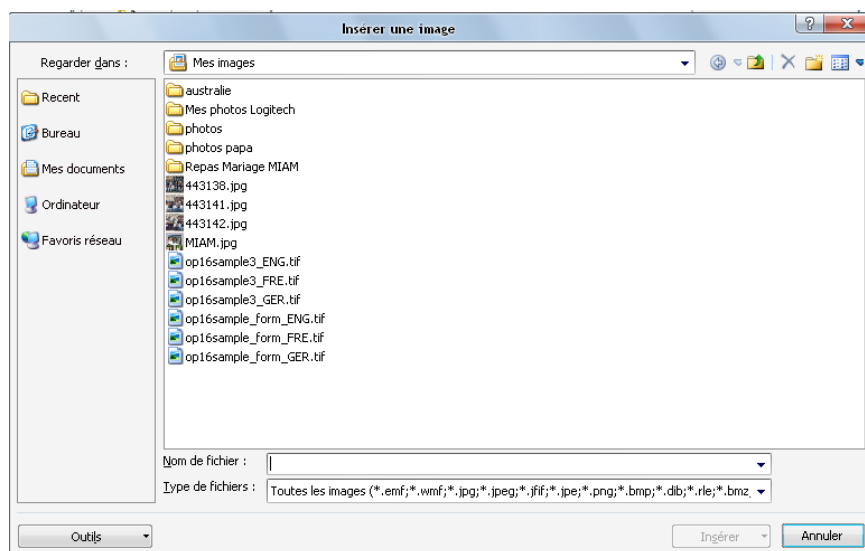 Insérer une image
Regarder dans :
Mes images
Recent
Bureau
Mes documents
Ordinateur
Favoris réseau
australie
Mes photos Logitech
photos
photos papa
Repas Mariage MIAM
443138.jpg
443141.jpg
443142.jpg
MIAM.jpg
op16sample3_ENG.tif
op16sample3_FRE.tif
op16sample3_GER.tif
op16sample_form_ENG.tif
op16sample_form_FRE.tif
op16sample_form_GER.tif
Nom de fichier :
Type de fichiers :
Toutes les images (*.emf;*.wmf;*.jpg;*.jpeg;*.jfif;*.jpe;*.png;*.bmp;*.dib;*.rle;*.bmz,
Outils
Insérer
Annuler